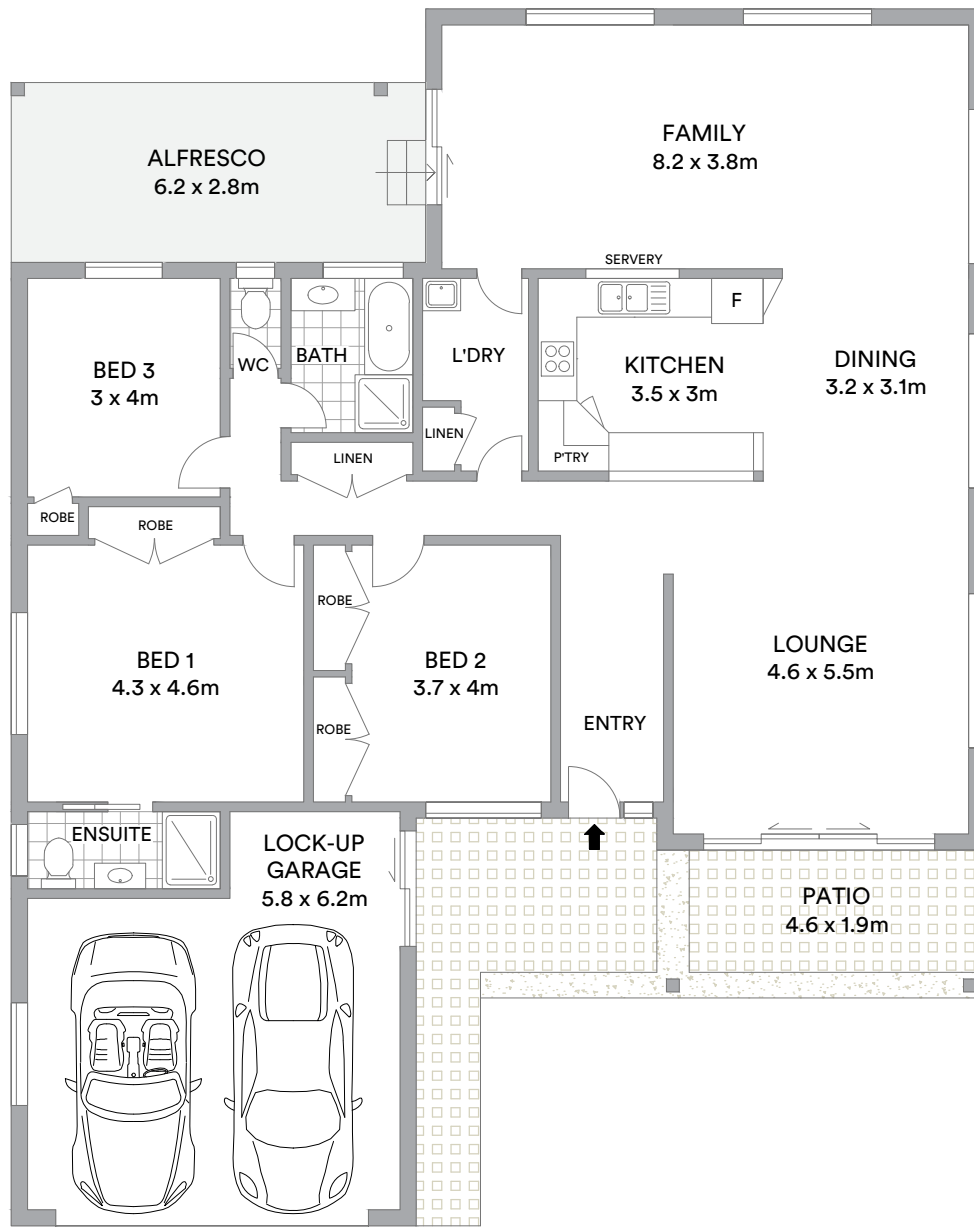 FAMILY
8.2 x 3.8m
ALFRESCO
6.2 x 2.8m
SERVERY
F
WC
BATH
L'DRY
BED 3
3 x 4m
KITCHEN
3.5 x 3m
DINING
3.2 x 3.1m
LINEN
LINEN
P'TRY
ROBE
ROBE
ROBE
BED 1
4.3 x 4.6m
BED 2
3.7 x 4m
LOUNGE
4.6 x 5.5m
ROBE
ENTRY
ENSUITE
LOCK-UP
GARAGE
5.8 x 6.2m
PATIO
4.6 x 1.9m